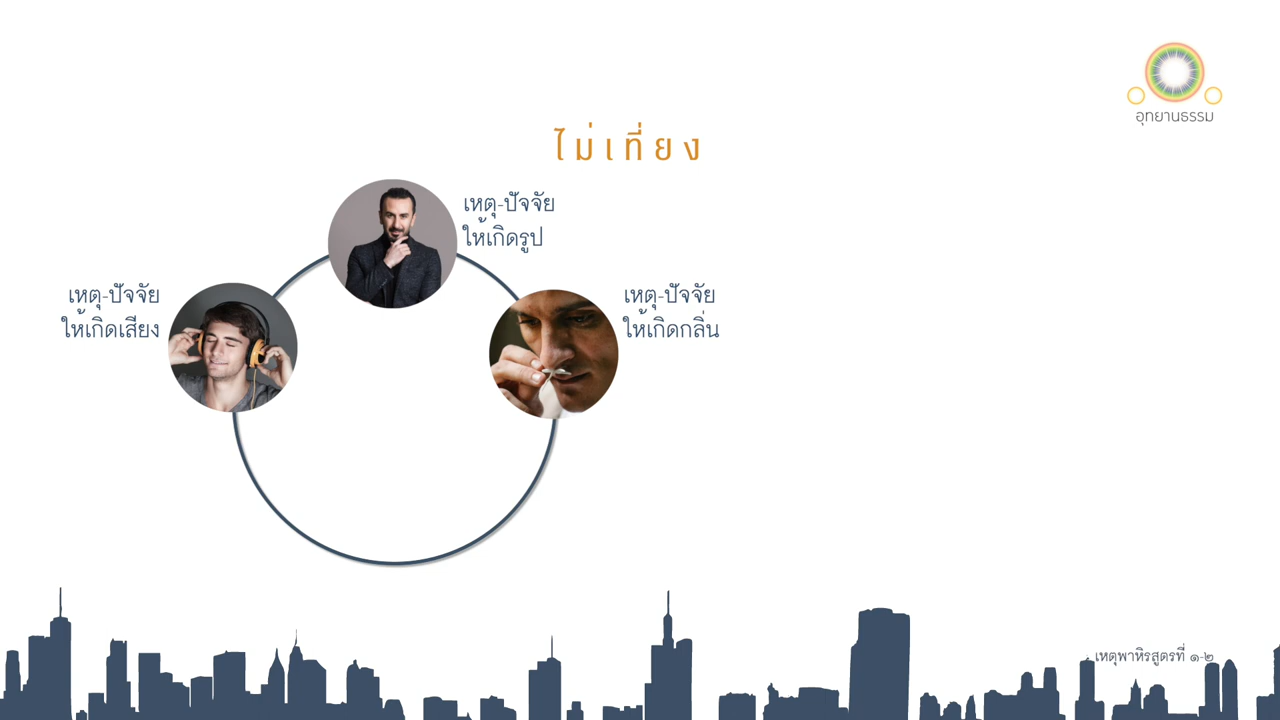 อุทยานธรรม
ไม่เที่ยง
เหตุ-ปัจจัย
ให้เกิดรูป
เหตุ-ปัจจัย
ให้เกิดเสียง
เหตุ-ปัจจัย
ให้เกิดกลิ่น
เหตุพาหิรสูตรที่ ๑-๒